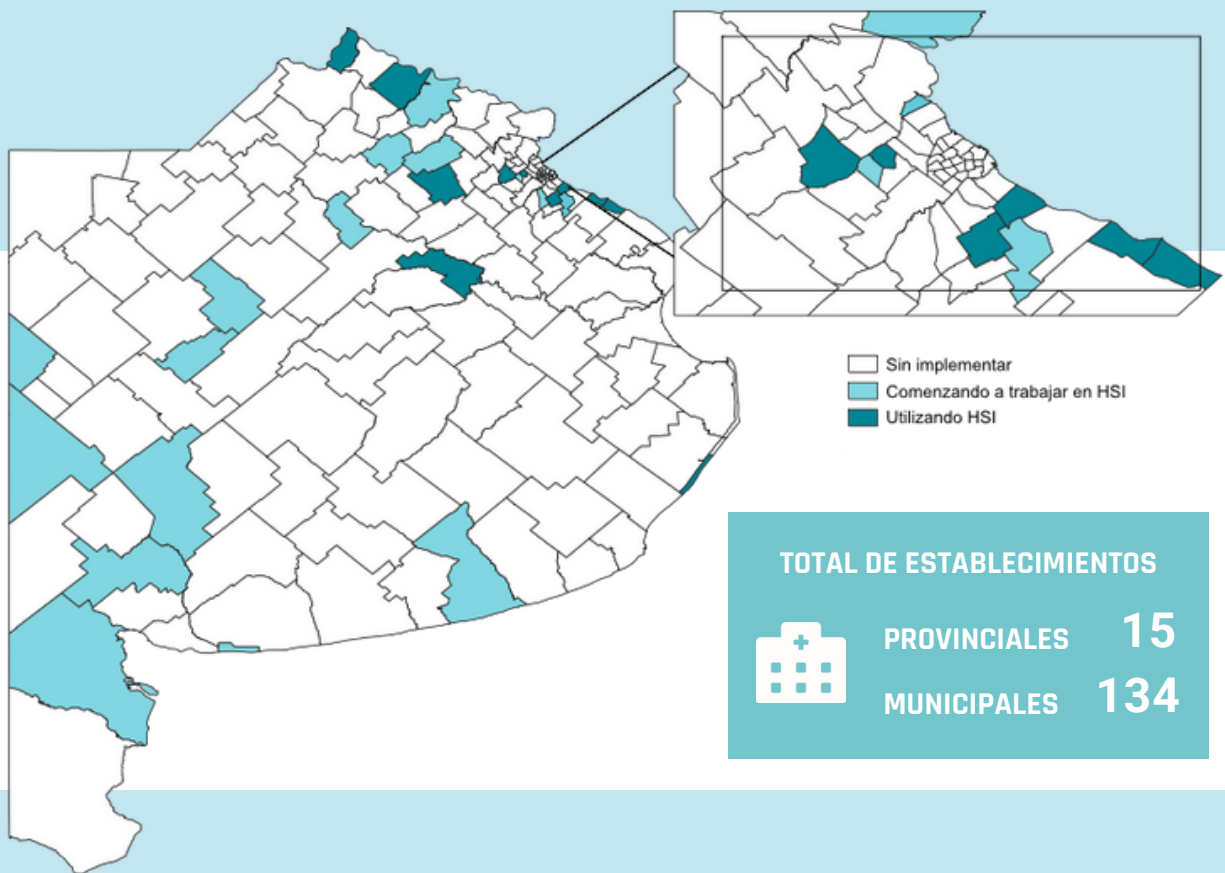 Sin implementar
Comenzando a trabajar en HSI
Utilizando HSI
TOTAL DE ESTABLECIMIENTOS
PROVINCIALES 15
MUNICIPALES 134